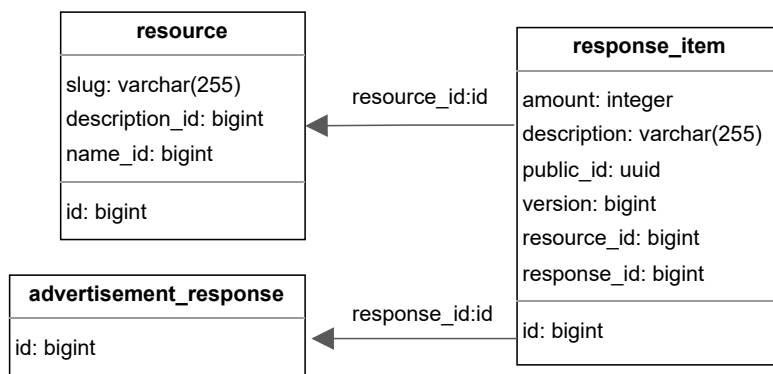 resource
slug: varchar(255)
description_id: bigint
name_id: bigint
id: bigint
resource_id:id
response_item
amount: integer
description: varchar(255)
public_id: uuid
version: bigint
resource_id: bigint
response_id: bigint
id: bigint
advertisement_response
id: bigint
response_id:id